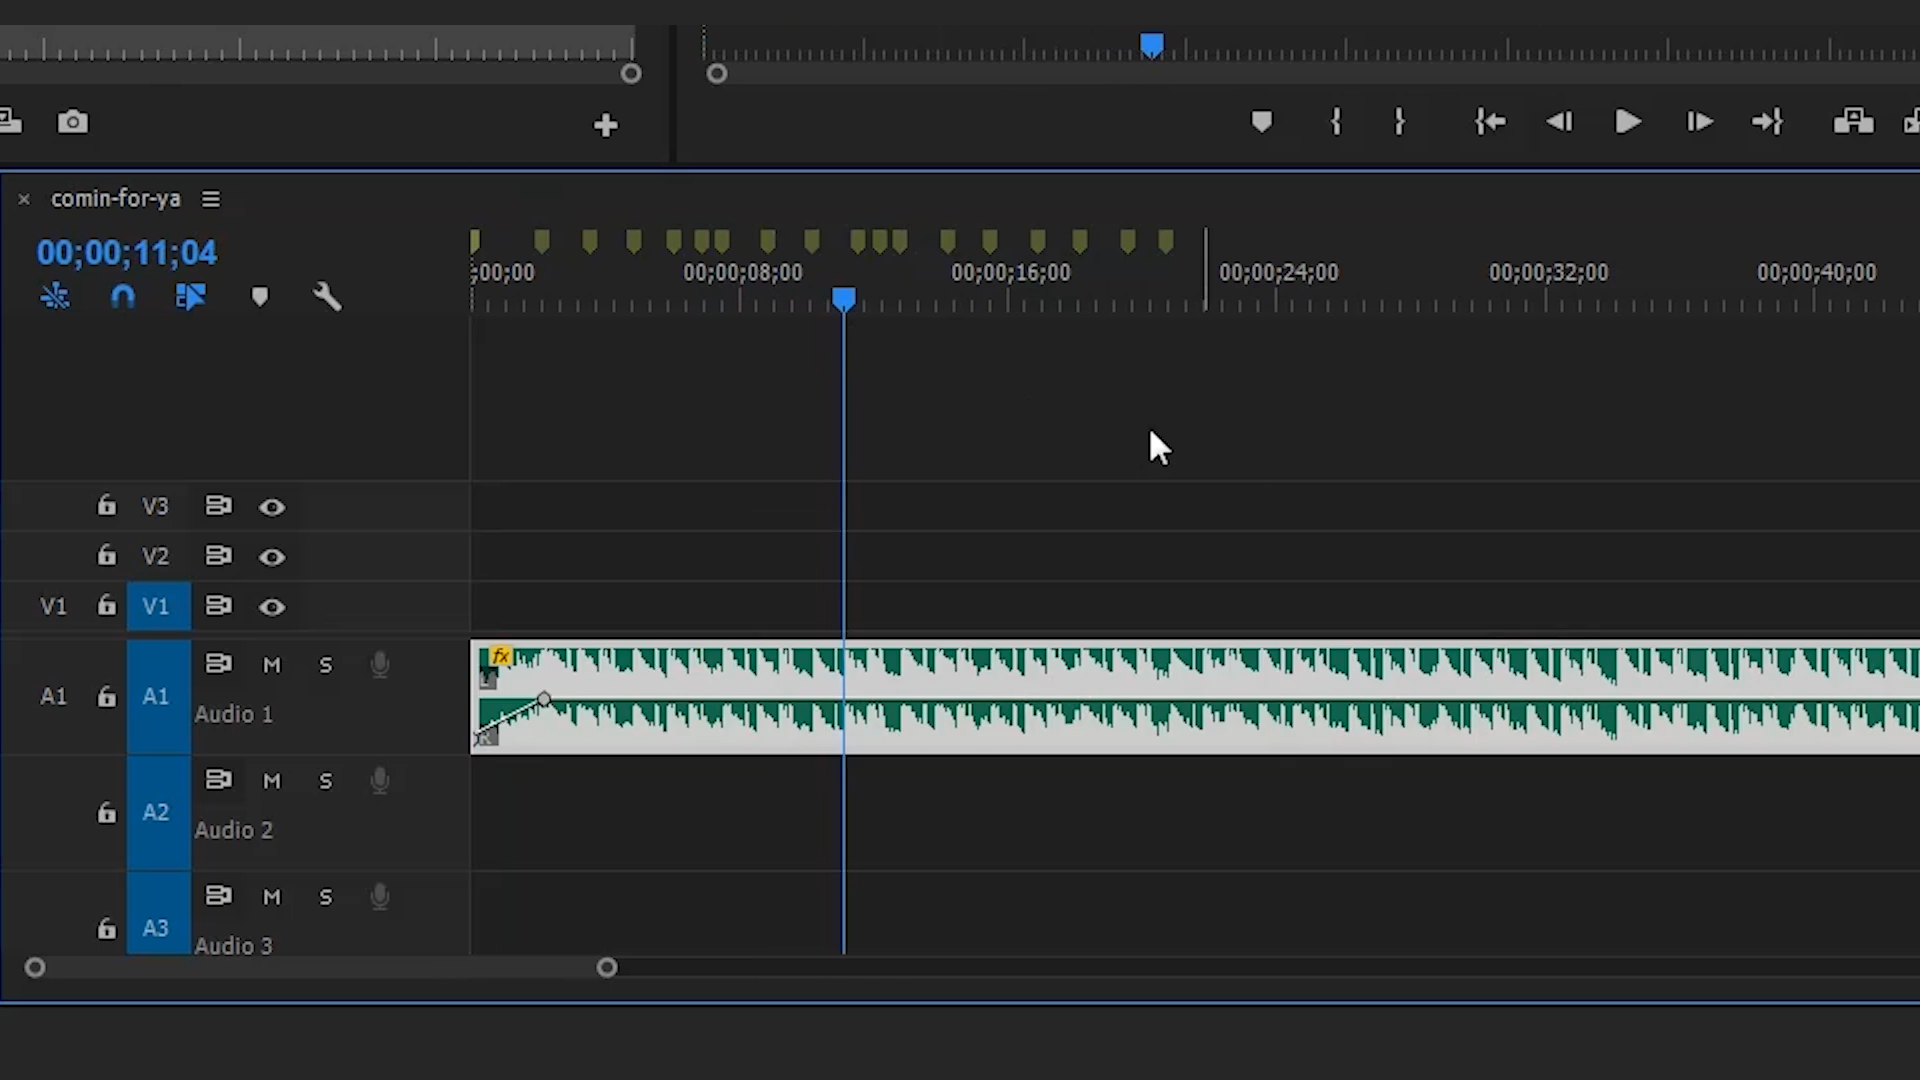 comin-for-ya
00;00;11;04
;00;00 00;00;08;00 00;00;16;00 00;00;24;00 00;00;32;00 00;00;40;00
V3
V2
V1 V1
fx
L
A1 A1 M S
Audio 1
R
A2 M S
Audio 2
A3 M S
Audio 3